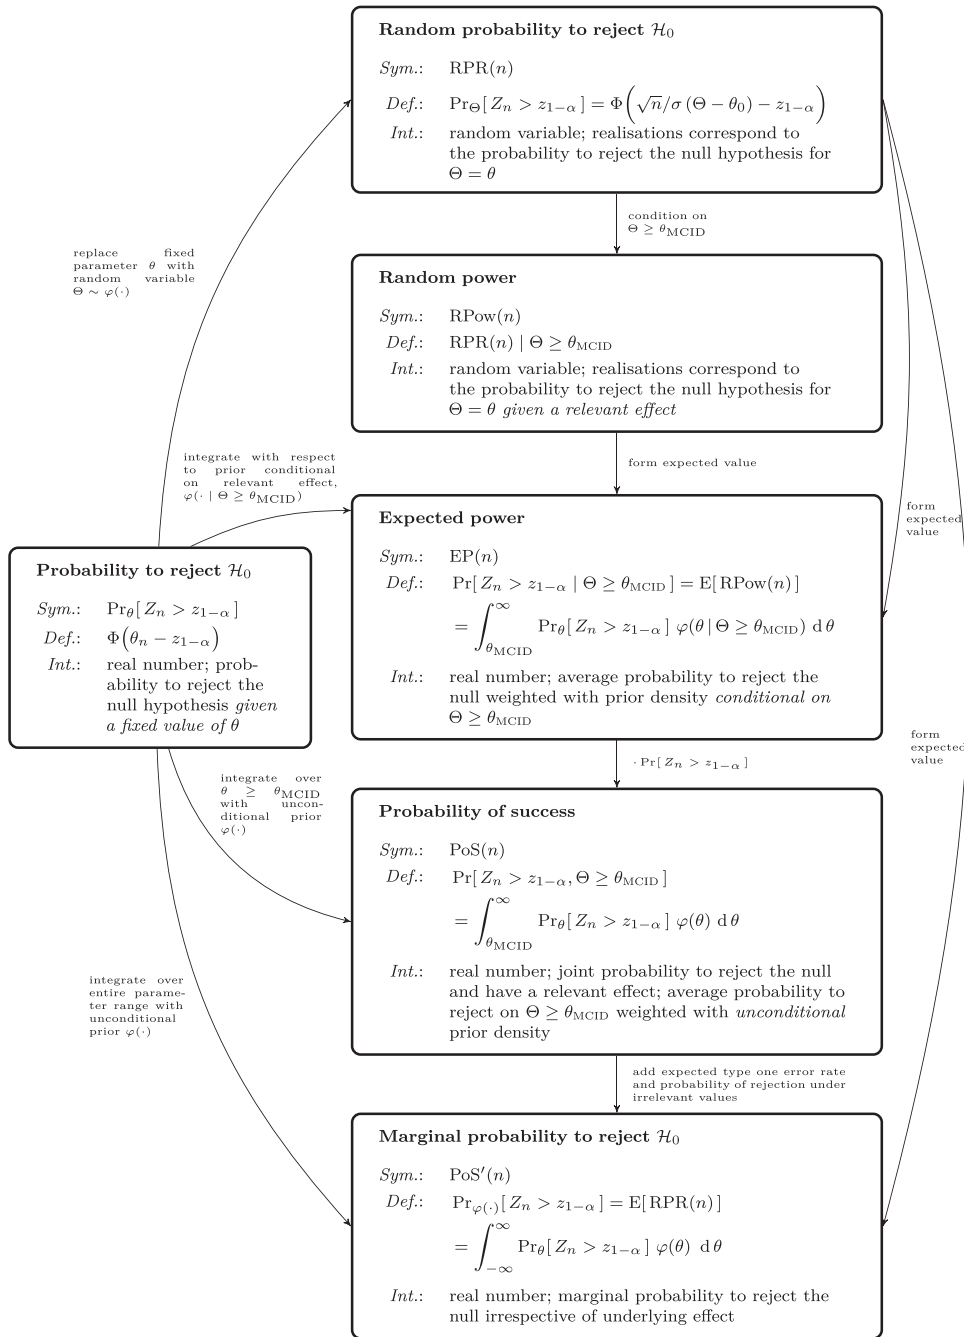 Random probability to reject ℋ₀
Sym.: RPR(n)
Def.: Pr_Θ[ Z_n > z_{1−α} ] = Φ(√n/σ (Θ − θ₀) − z_{1−α})
Int.: random variable; realisations correspond to
the probability to reject the null hypothesis for
Θ = θ
condition on
Θ ≥ θ_MCID
replace fixed
parameter θ with
random variable
Θ ∼ φ(·)
Random power
Sym.: RPow(n)
Def.: RPR(n) | Θ ≥ θ_MCID
Int.: random variable; realisations correspond to
the probability to reject the null hypothesis for
Θ = θ given a relevant effect
integrate with respect
to prior conditional
on relevant effect,
φ(· | Θ ≥ θ_MCID)
form expected value
form
expected
value
Expected power
Sym.: EP(n)
Def.: Pr[ Z_n > z_{1−α} | Θ ≥ θ_MCID ] = E[ RPow(n) ]
= ∫_{θ_MCID}^{∞} Pr_θ[ Z_n > z_{1−α} ] φ(θ | Θ ≥ θ_MCID) d θ
Int.: real number; average probability to reject the
null weighted with prior density conditional on
Θ ≥ θ_MCID
Probability to reject ℋ₀
Sym.: Pr_θ[ Z_n > z_{1−α} ]
Def.: Φ(θ_n − z_{1−α})
Int.: real number; prob-
ability to reject the
null hypothesis given
a fixed value of θ
form
expected
value
· Pr[ Z_n > z_{1−α} ]
integrate over
θ ≥ θ_MCID
with uncon-
ditional prior
φ(·)
Probability of success
Sym.: PoS(n)
Def.: Pr[ Z_n > z_{1−α}, Θ ≥ θ_MCID ]
= ∫_{θ_MCID}^{∞} Pr_θ[ Z_n > z_{1−α} ] φ(θ) d θ
Int.: real number; joint probability to reject the null
and have a relevant effect; average probability to
reject on Θ ≥ θ_MCID weighted with unconditional
prior density
integrate over
entire parame-
ter range with
unconditional
prior φ(·)
add expected type one error rate
and probability of rejection under
irrelevant values
Marginal probability to reject ℋ₀
Sym.: PoS′(n)
Def.: Pr_{φ(·)}[ Z_n > z_{1−α} ] = E[ RPR(n) ]
= ∫_{−∞}^{∞} Pr_θ[ Z_n > z_{1−α} ] φ(θ) d θ
Int.: real number; marginal probability to reject the
null irrespective of underlying effect